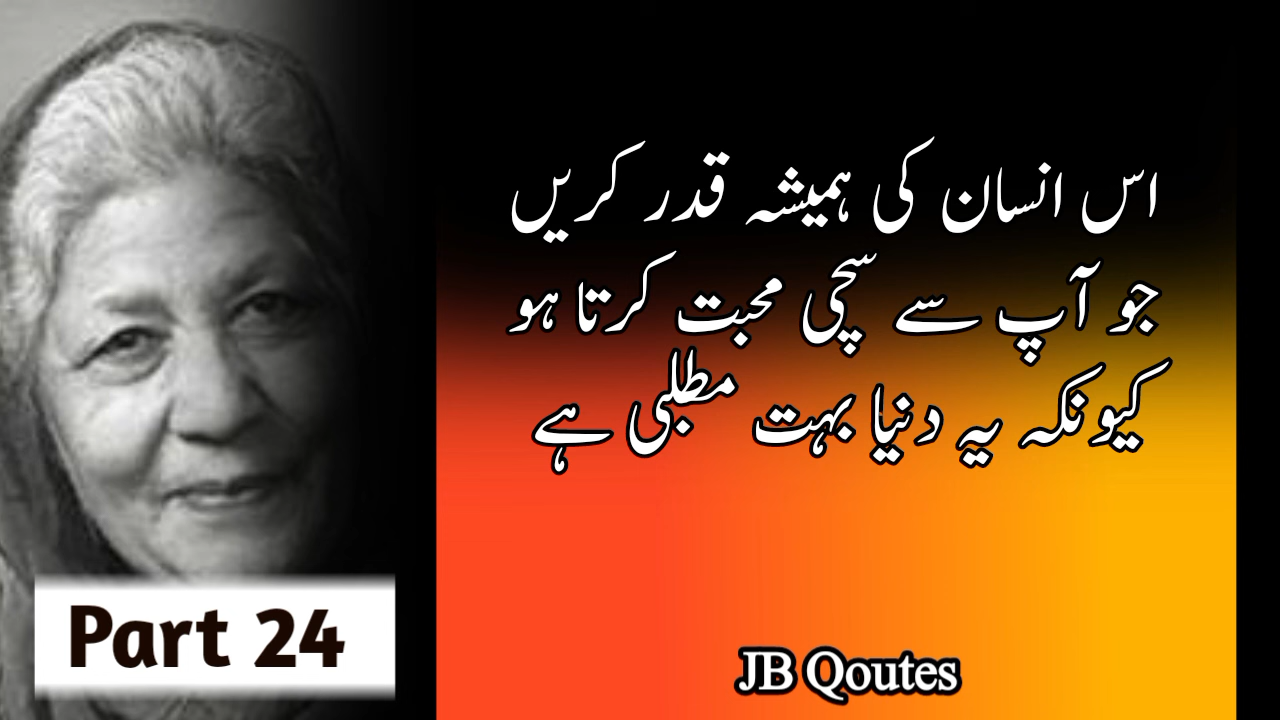 اس انسان کی ہمیشہ قدر کریں
جو آپ سے سچی محبت کرتا ہو
کیونکہ یہ دنیا بہت مطلبی ہے
Part 24
JB Qoutes